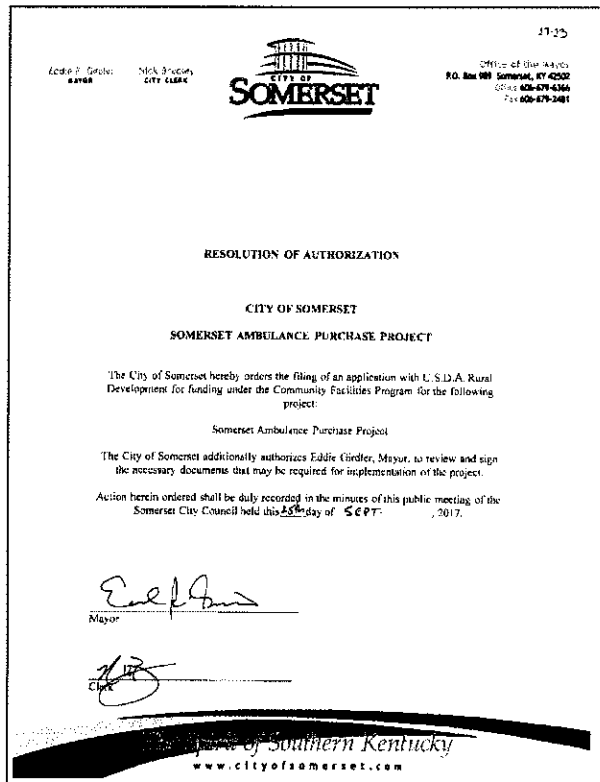 17-23
Eddie R. Girdler
MAYOR
Nick Bradley
CITY CLERK
CITY OF
SOMERSET
Office of the Mayor
P.O. Box 989 Somerset, KY 42502
Office 606-679-6366
Fax 606-679-2481
RESOLUTION OF AUTHORIZATION
CITY OF SOMERSET
SOMERSET AMBULANCE PURCHASE PROJECT
The City of Somerset hereby orders the filing of an application with U.S.D.A. Rural
Development for funding under the Community Facilities Program for the following
project:
Somerset Ambulance Purchase Project
The City of Somerset additionally authorizes Eddie Girdler, Mayor, to review and sign
the necessary documents that may be required for implementation of the project.
Action herein ordered shall be duly recorded in the minutes of this public meeting of the
Somerset City Council held this 25th day of SEPT. , 2017.
Mayor
Clerk
of Southern Kentucky
www.cityofsomerset.com